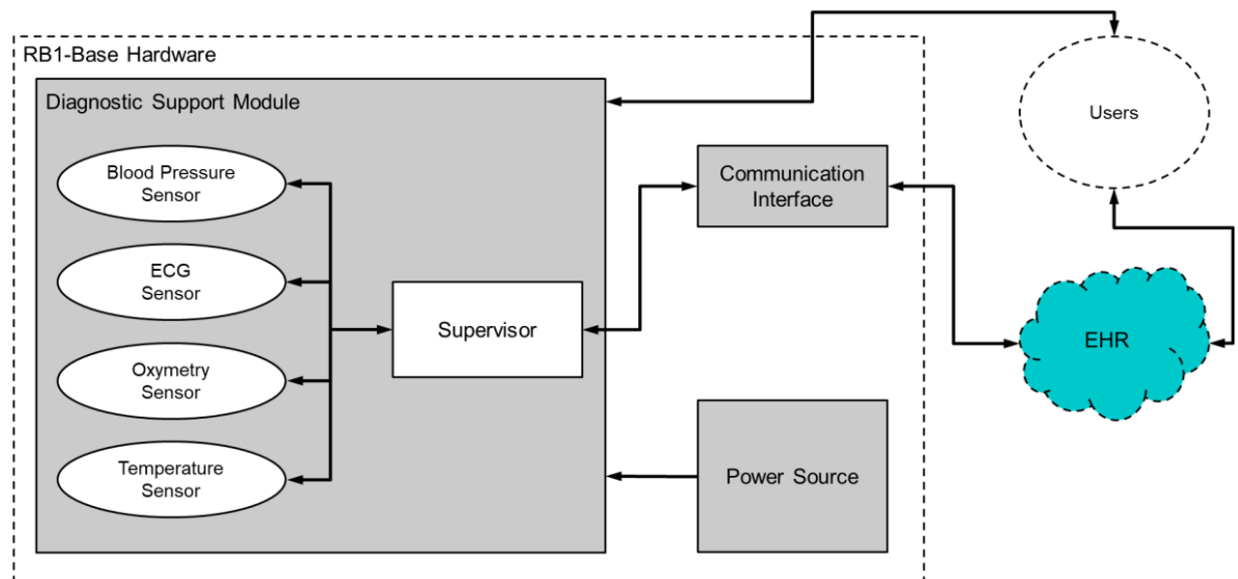 RB1-Base Hardware
Diagnostic Support Module
Blood Pressure
Sensor
ECG
Sensor
Oxymetry
Sensor
Temperature
Sensor
Supervisor
Communication
Interface
Power Source
Users
EHR